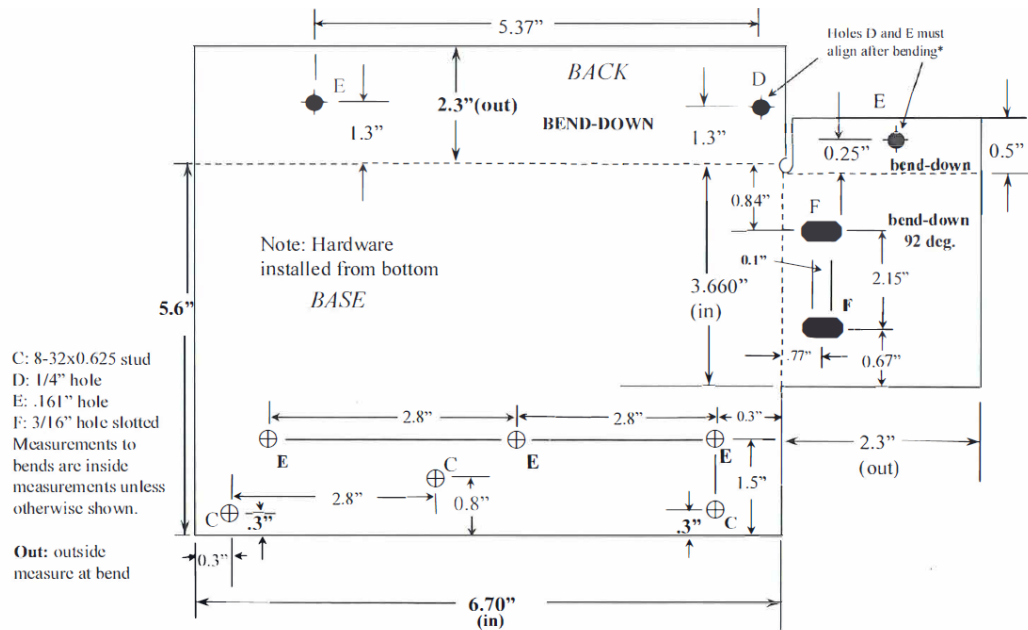 5.37”
Holes D and E must
align after bending*
BACK
E
D
E
2.3”(out)
BEND-DOWN
1.3”
1.3”
0.25”
0.5”
bend-down
0.84”
F
bend-down
92 deg.
Note: Hardware
installed from bottom
BASE
0.1”
2.15”
3.660”
(in)
5.6”
F
.77”
0.67”
C: 8-32x0.625 stud
D: 1/4” hole
E: .161” hole
F: 3/16” hole slotted
Measurements to
bends are inside
measurements unless
otherwise shown.
Out: outside
measure at bend
2.8”
2.8”
0.3”
E
E
E
2.3”
(out)
C
2.8”
0.8”
1.5”
C
.3”
.3”
C
0.3”
6.70”
(in)